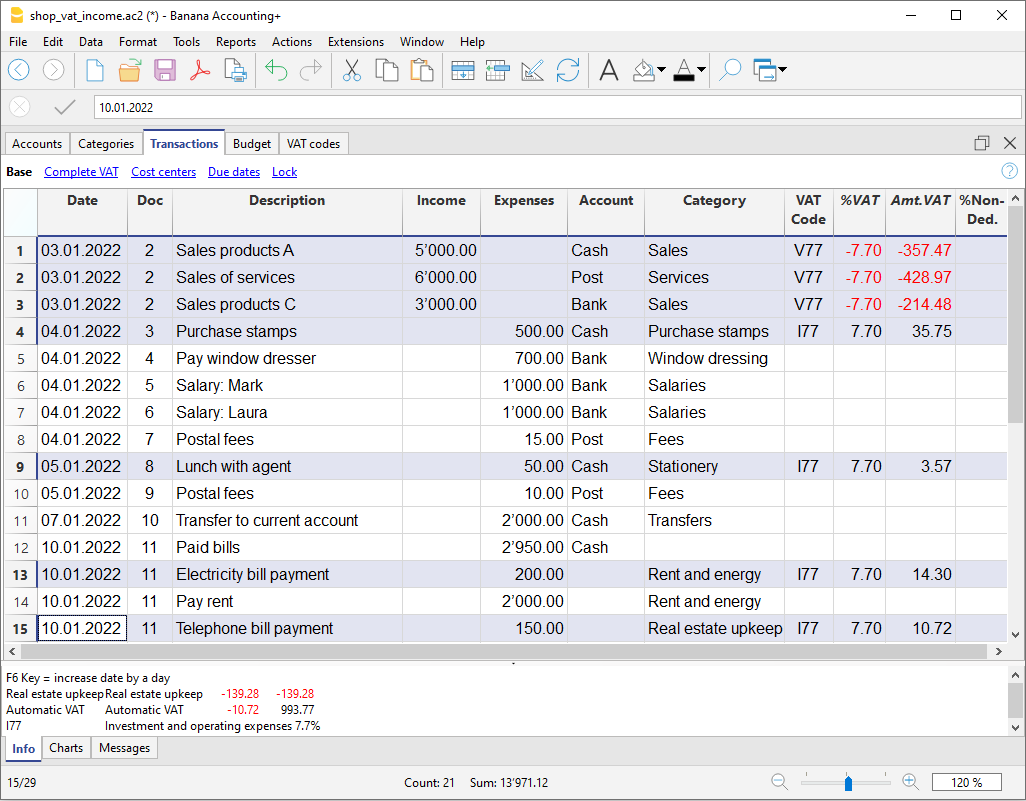 shop_vat_income.ac2 (*) - Banana Accounting+
File Edit Data Format Tools Reports Actions Extensions Window Help
10.01.2022
Accounts Categories Transactions Budget VAT codes
Base Complete VAT Cost centers Due dates Lock
Date Doc Description Income Expenses Account Category VAT Code %VAT Amt.VAT %Non-Ded.
1 03.01.2022 2 Sales products A 5’000.00 Cash Sales V77 -7.70 -357.47
2 03.01.2022 2 Sales of services 6’000.00 Post Services V77 -7.70 -428.97
3 03.01.2022 2 Sales products C 3’000.00 Bank Sales V77 -7.70 -214.48
4 04.01.2022 3 Purchase stamps 500.00 Cash Purchase stamps I77 7.70 35.75
5 04.01.2022 4 Pay window dresser 700.00 Bank Window dressing
6 04.01.2022 5 Salary: Mark 1’000.00 Bank Salaries
7 04.01.2022 6 Salary: Laura 1’000.00 Bank Salaries
8 04.01.2022 7 Postal fees 15.00 Post Fees
9 05.01.2022 8 Lunch with agent 50.00 Cash Stationery I77 7.70 3.57
10 05.01.2022 9 Postal fees 10.00 Post Fees
11 07.01.2022 10 Transfer to current account 2’000.00 Cash Transfers
12 10.01.2022 11 Paid bills 2’950.00 Cash
13 10.01.2022 11 Electricity bill payment 200.00 Rent and energy I77 7.70 14.30
14 10.01.2022 11 Pay rent 2’000.00 Rent and energy
15 10.01.2022 11 Telephone bill payment 150.00 Real estate upkeep I77 7.70 10.72
F6 Key = increase date by a day
Real estate upkeep Real estate upkeep -139.28 -139.28
Automatic VAT Automatic VAT -10.72 993.77
I77 Investment and operating expenses 7.7%
Info Charts Messages
15/29 Count: 21 Sum: 13’971.12 120 %